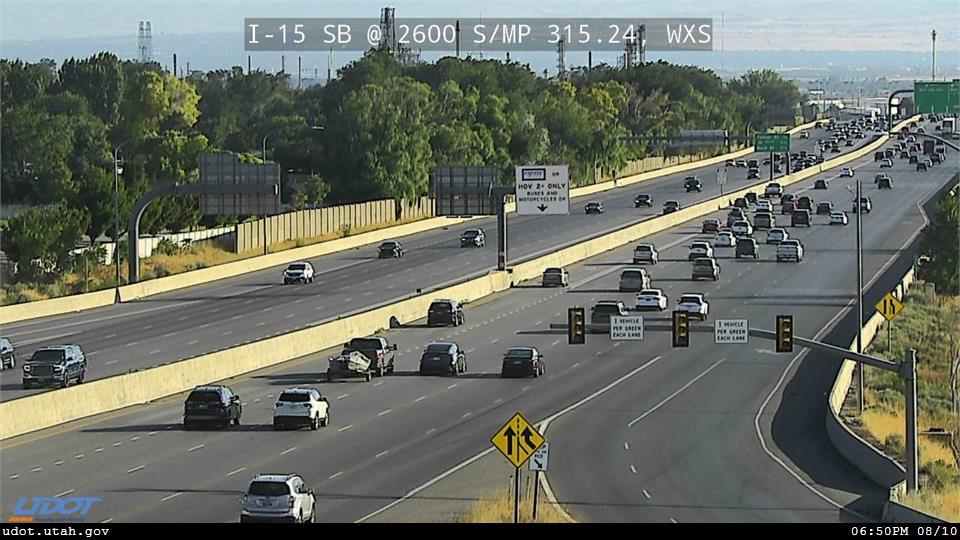 I-15 SB @ 2600 S/MP 315.24, WXS
OR
HOV 2+ ONLY
BUSES AND
MOTORCYCLES OK
1 VEHICLE
PER GREEN
EACH LANE
1 VEHICLE
PER GREEN
EACH LANE
UDOT
udot.utah.gov
06:50PM 08/10